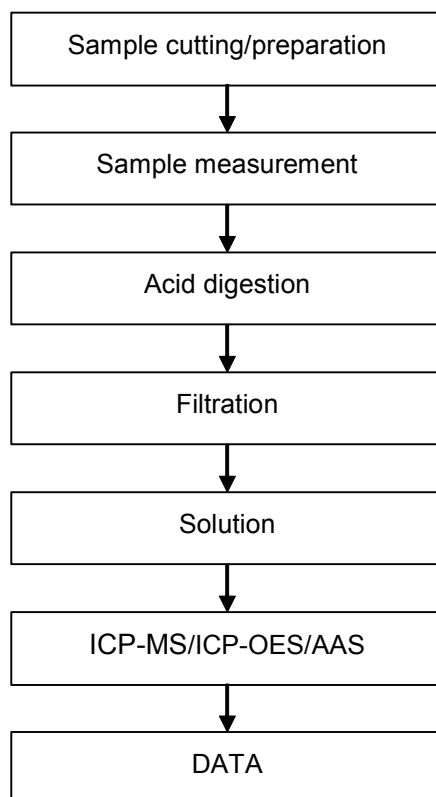 Sample cutting/preparation
Sample measurement
Acid digestion
Filtration
Solution
ICP-MS/ICP-OES/AAS
DATA